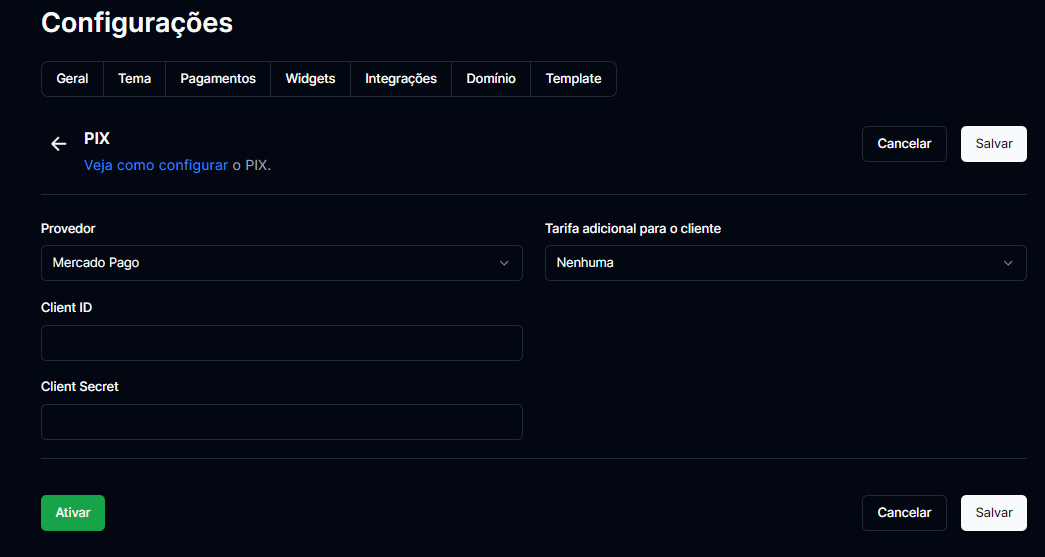 Configurações
Geral Tema Pagamentos Widgets Integrações Domínio Template
PIX
Veja como configurar o PIX.
Cancelar Salvar
Provedor
Mercado Pago
Tarifa adicional para o cliente
Nenhuma
Client ID
Client Secret
Ativar
Cancelar Salvar